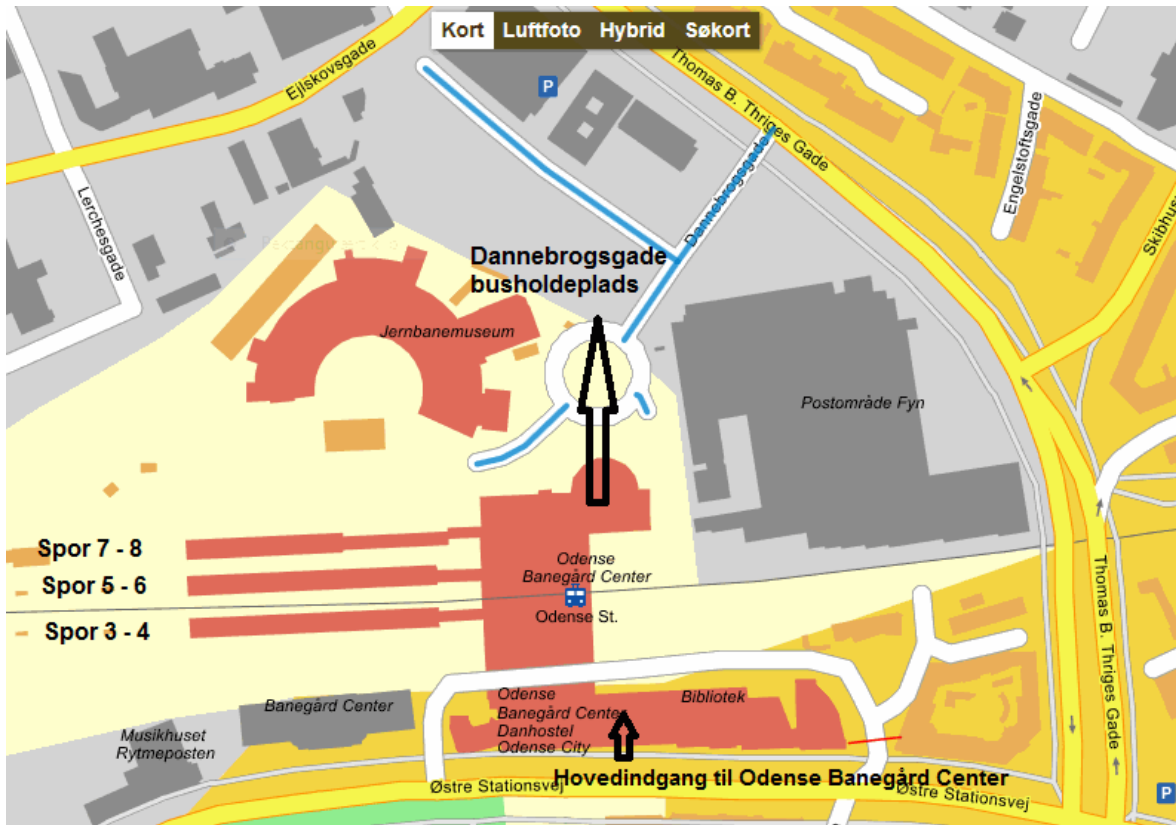 Kort Luftfoto Hybrid Søkort
Ejlskovsgade
P
Thomas B. Thriges Gade
Engelstoftsgade
Lerchesgade
Dannebrogsgade
Dannebrogsgade
busholdeplads
Jernbanemuseum
Postområde Fyn
Spor 7 - 8
Spor 5 - 6
Spor 3 - 4
Odense
Banegård Center
Odense St.
Thomas B. Thriges Gade
Banegård Center
Musikhuset
Rytmeposten
Odense
Banegård Center
Danhostel
Odense City
Bibliotek
Hovedindgang til Odense Banegård Center
Østre Stationsvej
Østre Stationsvej
P